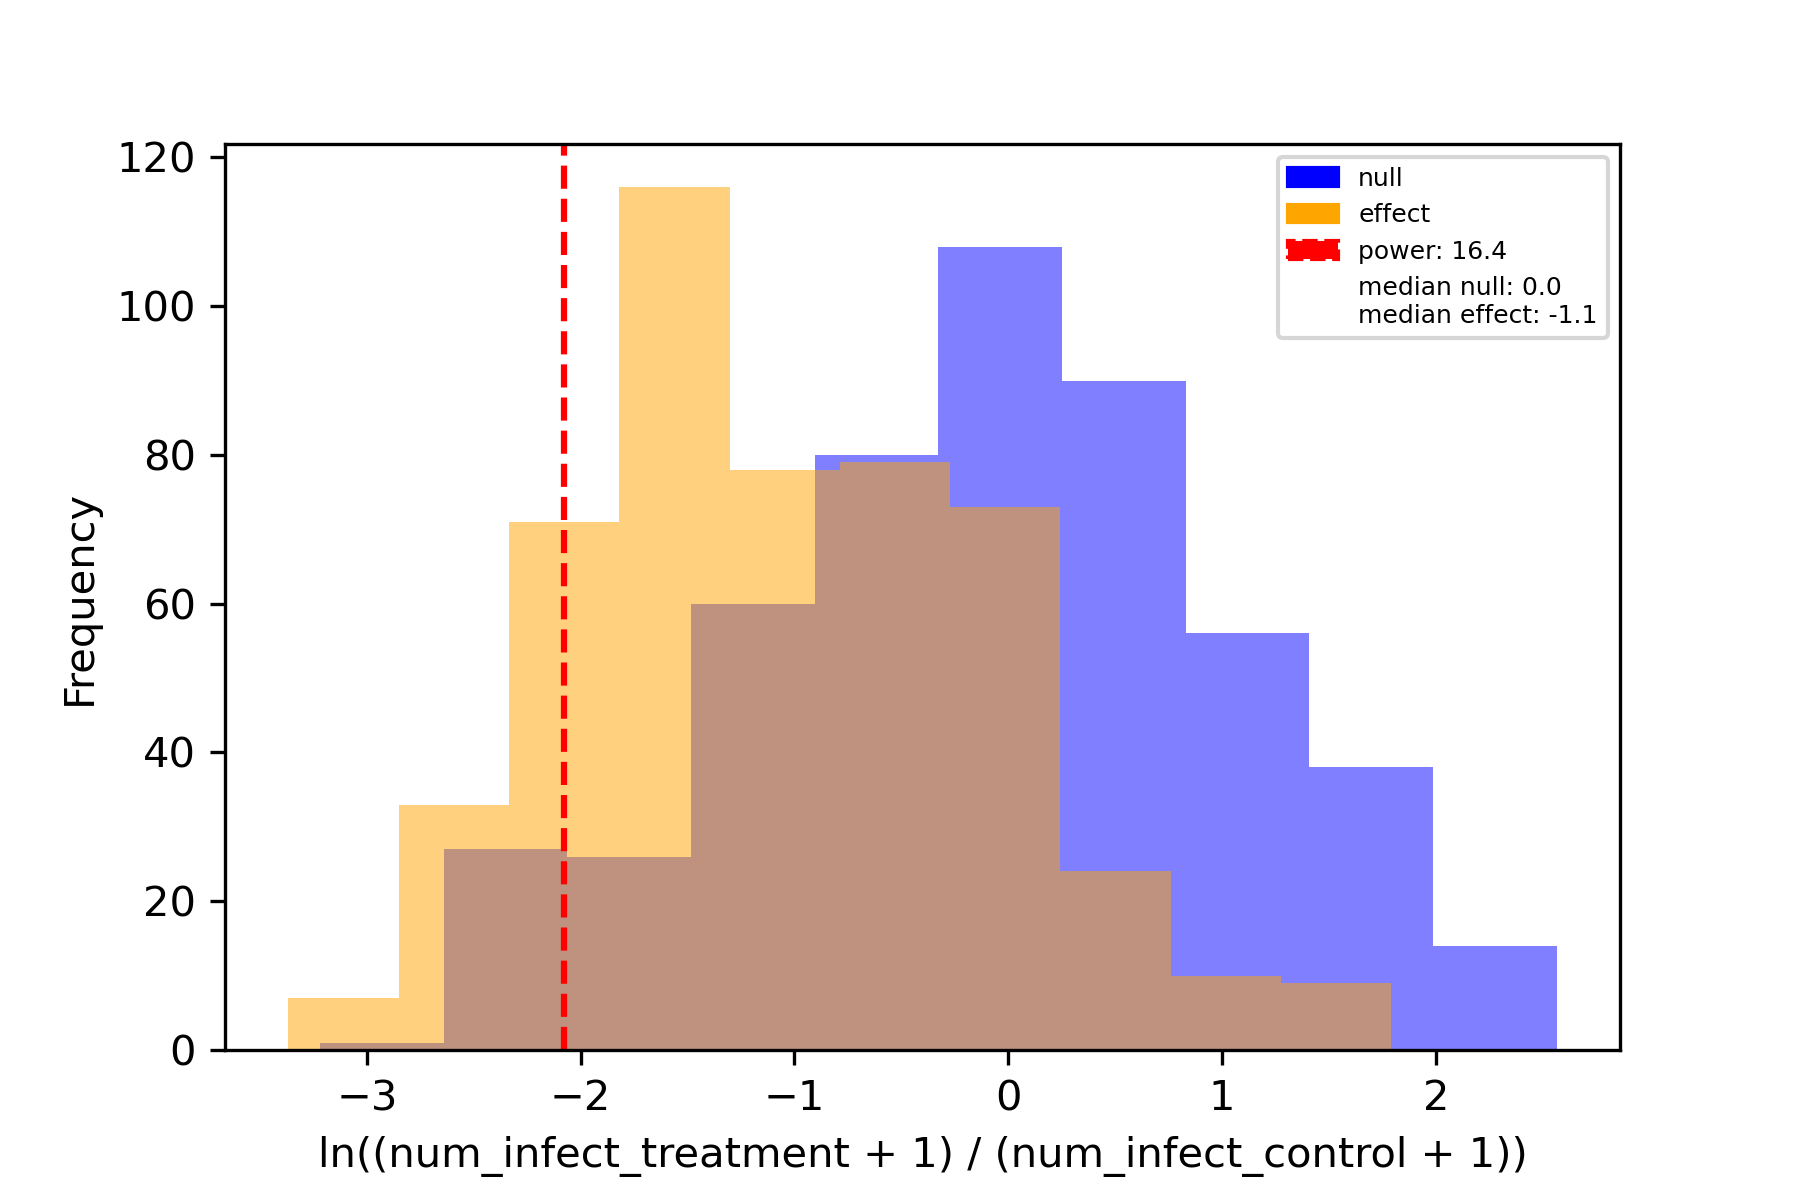 120
100
80
60
40
20
0
Frequency
null
effect
power: 16.4
median null: 0.0
median effect: -1.1
−3
−2
−1
0
1
2
ln((num_infect_treatment + 1) / (num_infect_control + 1))